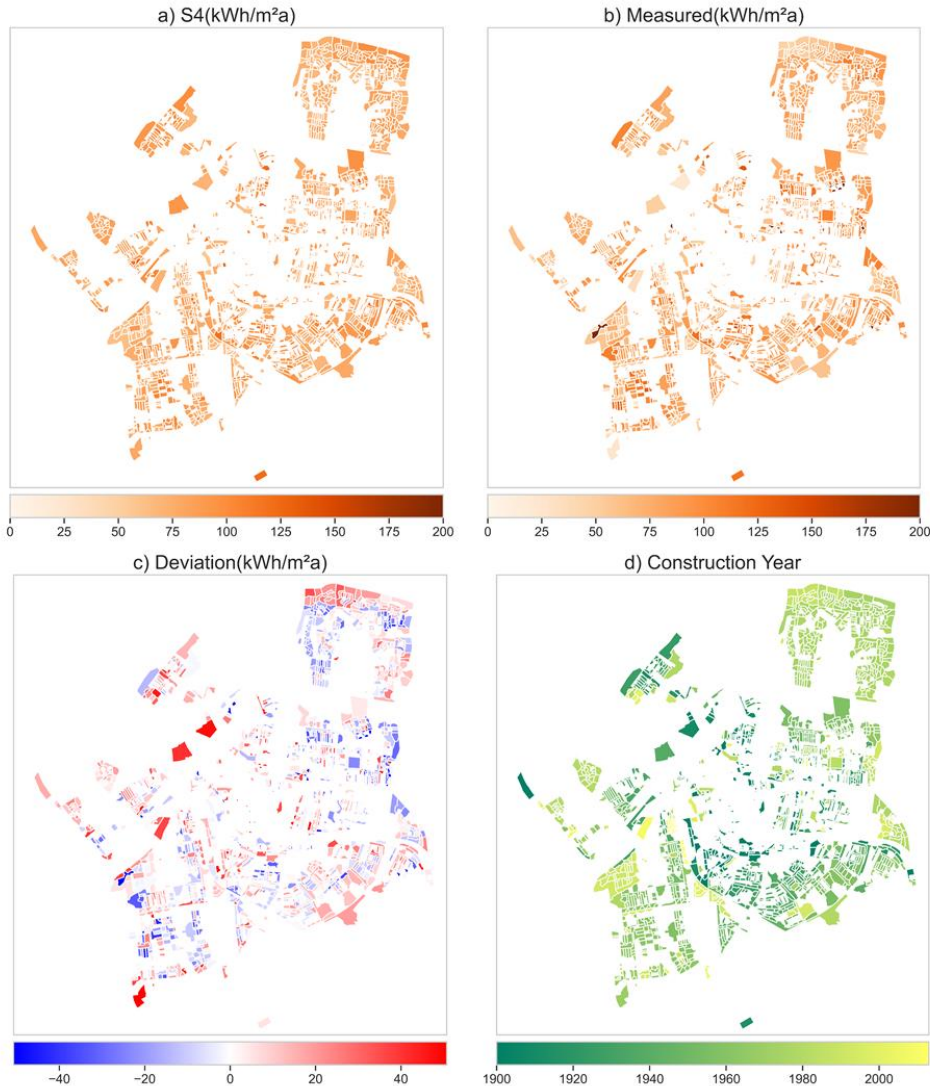 a) S4(kWh/m²a)
b) Measured(kWh/m²a)
0 25 50 75 100 125 150 175 200
0 25 50 75 100 125 150 175 200
c) Deviation(kWh/m²a)
d) Construction Year
−40 −20 0 20 40
1900 1920 1940 1960 1980 2000